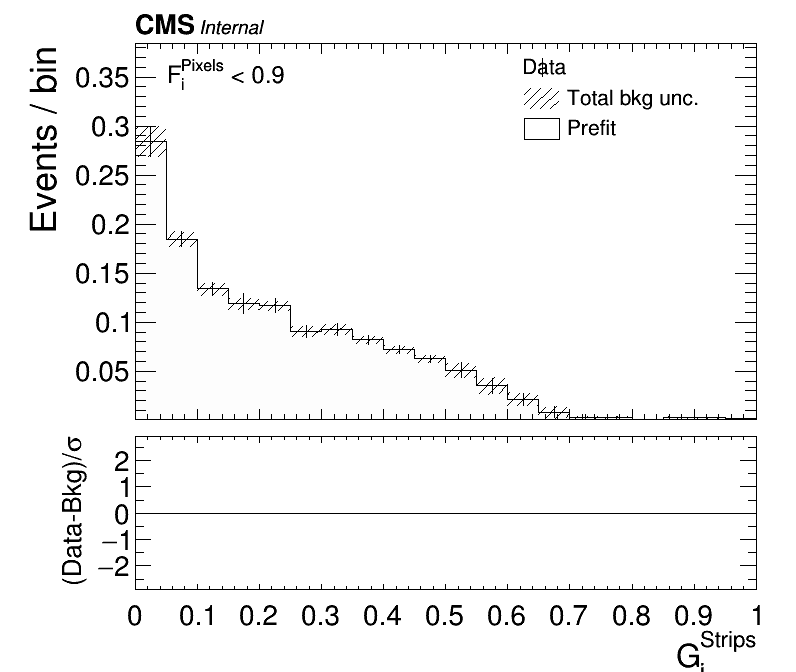 CMS Internal
F_i^Pixels < 0.9
Data
Total bkg unc.
Prefit
Events / bin
0.35
0.3
0.25
0.2
0.15
0.1
0.05
(Data-Bkg)/σ
2
1
0
−1
−2
0 0.1 0.2 0.3 0.4 0.5 0.6 0.7 0.8 0.9 1
G_i^Strips